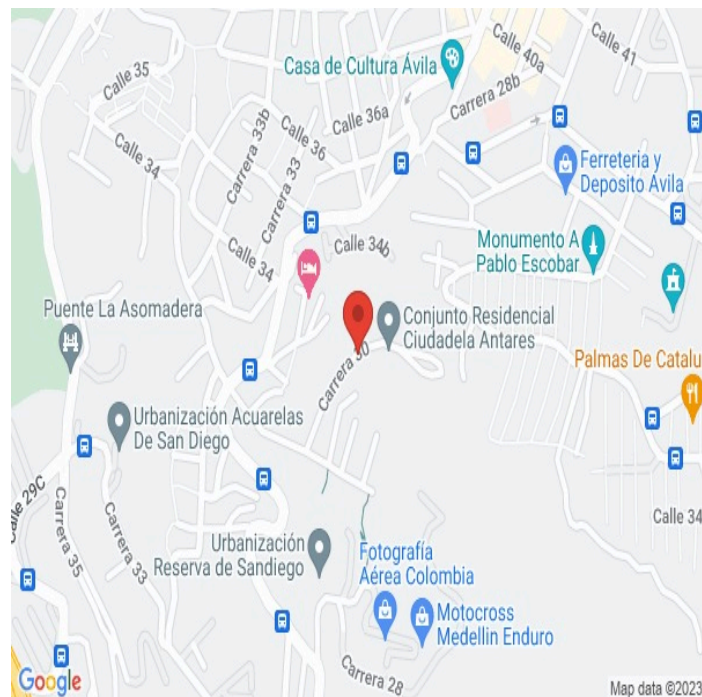 Calle 40a
Calle 41
Calle 35
Casa de Cultura Ávila
Carrera 28b
Calle 36a
Carrera 33b
Calle 36
Carrera 33
Calle 34
Ferreteria y
Deposito Avila
Calle 34
Calle 34b
Monumento A
Pablo Escobar
Puente La Asomadera
Conjunto Residencial
Ciudadela Antares
Carrera 30
Palmas De Catalu
Urbanización Acuarelas
De San Diego
Calle 29C
Carrera 35
Carrera 33
Calle 34
Urbanización
Reserva de Sandiego
Fotografía
Aérea Colombia
Motocross
Medellin Enduro
Carrera 28
Google
Map data ©2023